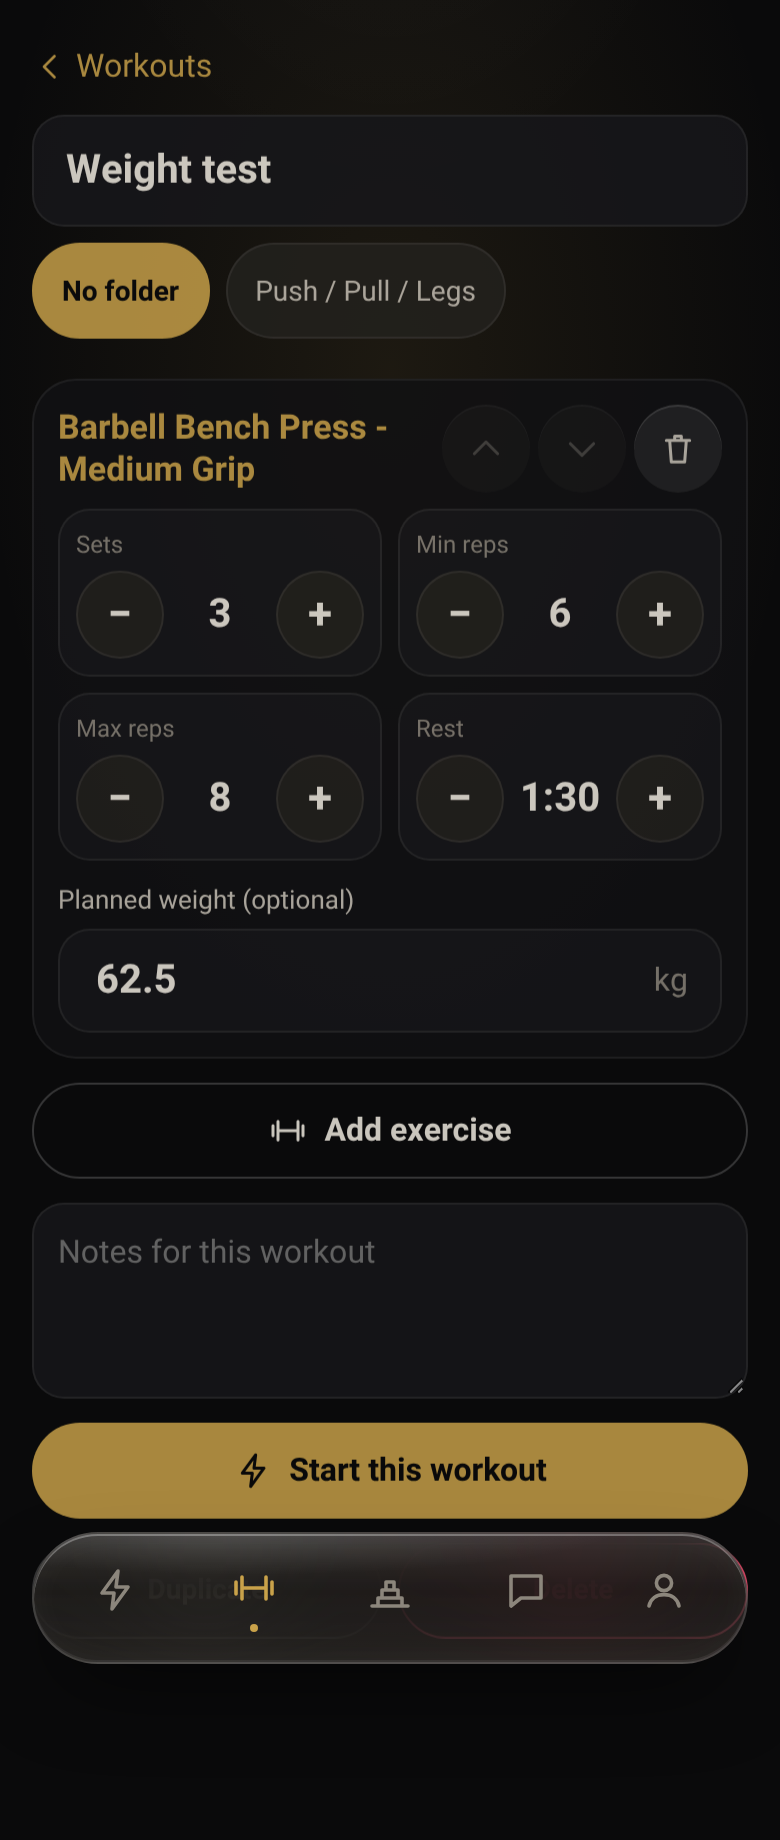 Workouts
Weight test
No folder
Push / Pull / Legs
Barbell Bench Press -
Medium Grip
Sets
Min reps
− 3 +
− 6 +
Max reps
Rest
− 8 +
− 1:30 +
Planned weight (optional)
62.5 kg
Add exercise
Notes for this workout
Start this workout